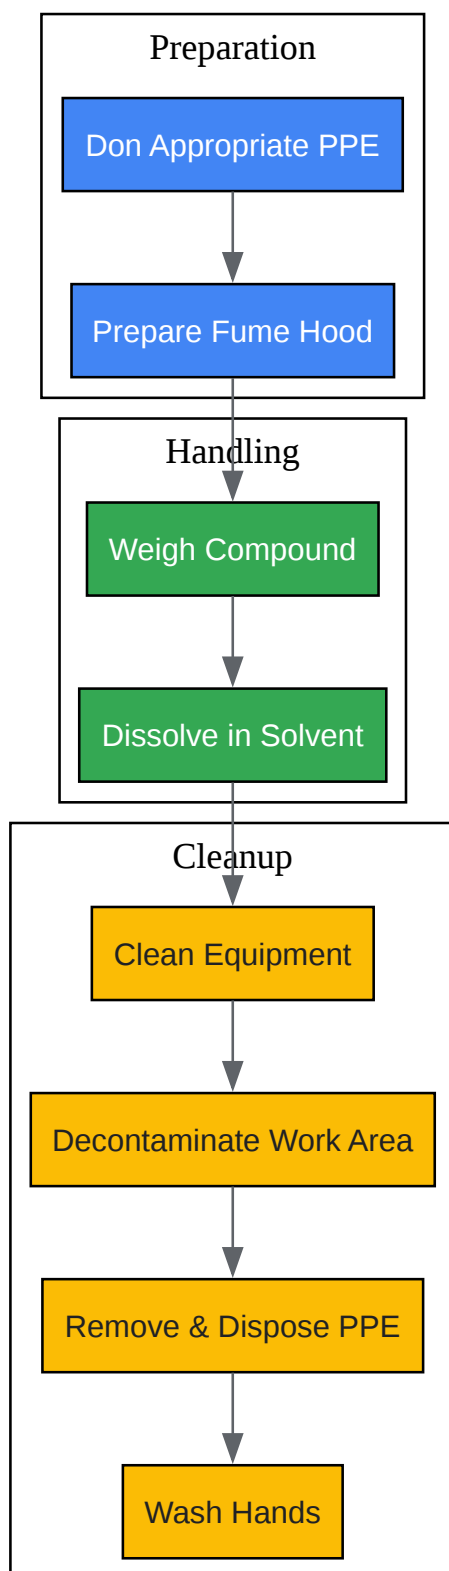 Preparation
Don Appropriate PPE
Prepare Fume Hood
Handling
Weigh Compound
Dissolve in Solvent
Cleanup
Clean Equipment
Decontaminate Work Area
Remove & Dispose PPE
Wash Hands